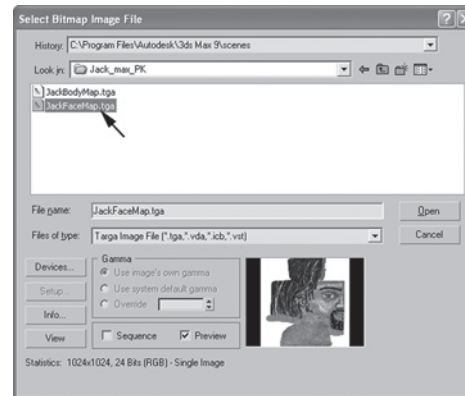 Select Bitmap Image File
History: C:\Program Files\Autodesk\3ds Max 9\scenes
Look in: Jack_max_PK
JackBodyMap.tga
JackFaceMap.tga
File name: JackFaceMap.tga Open
Files of type: Targa Image File (*.tga,*.vda,*.icb,*.vst) Cancel
Devices...
Setup...
Info...
View
Gamma
Use image's own gamma
Use system default gamma
Override
Sequence Preview
Statistics: 1024x1024, 24 Bits (RGB) - Single Image